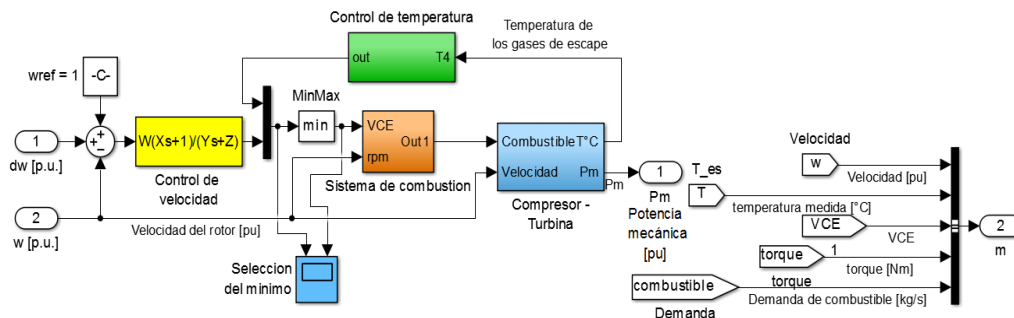 Control de temperatura
out
T4
Temperatura de
los gases de escape
wref = 1
-C-
MinMax
min
1
dw [p.u.]
+
+
−
W(Xs+1)/(Ys+Z)
Control de
velocidad
VCE
rpm
Out1
Sistema de combustion
Combustible
T°C
Velocidad
Pm
Compresor -
Turbina
Pm
1
Pm
Potencia
mecánica
[pu]
2
w [p.u.]
Velocidad del rotor [pu]
Seleccion
del minimo
Velocidad
w
Velocidad [pu]
T_es
T
temperatura medida [°C]
VCE
VCE
torque
1
torque [Nm]
torque
combustible
Demanda de combustible [kg/s]
Demanda
2
m